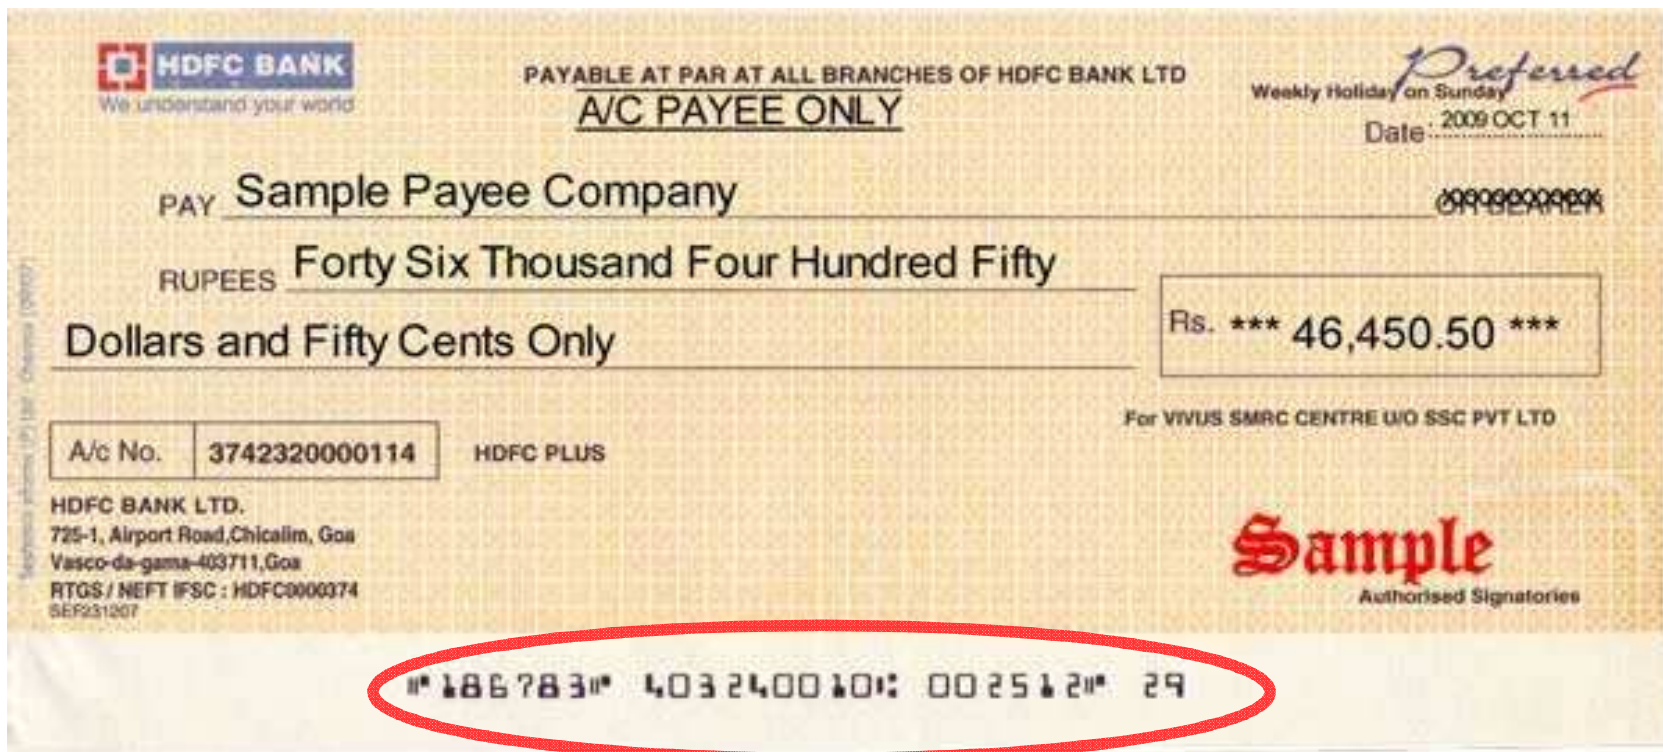 HDFC BANK
We understand your world
PAYABLE AT PAR AT ALL BRANCHES OF HDFC BANK LTD
A/C PAYEE ONLY
Preferred
Weekly Holiday on Sunday
Date 2009 OCT 11
PAY Sample Payee Company
OR BEARER
RUPEES Forty Six Thousand Four Hundred Fifty
Dollars and Fifty Cents Only
Rs. *** 46,450.50 ***
For VIVUS SMRC CENTRE U/O SSC PVT LTD
A/c No. 3742320000114 HDFC PLUS
HDFC BANK LTD.
725-1, Airport Road,Chicalim, Goa
Vasco-da-gama-403711,Goa
RTGS / NEFT IFSC : HDFC0000374
SEF231207
Sample
Authorised Signatories
⑈186783⑈ 403240010⑆ 002512⑈ 29